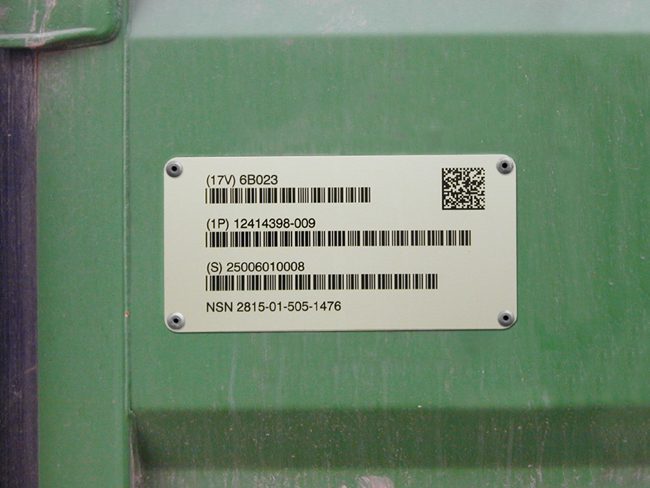 (17V) 6B023
(1P) 12414398-009
(S) 25006010008
NSN 2815-01-505-1476